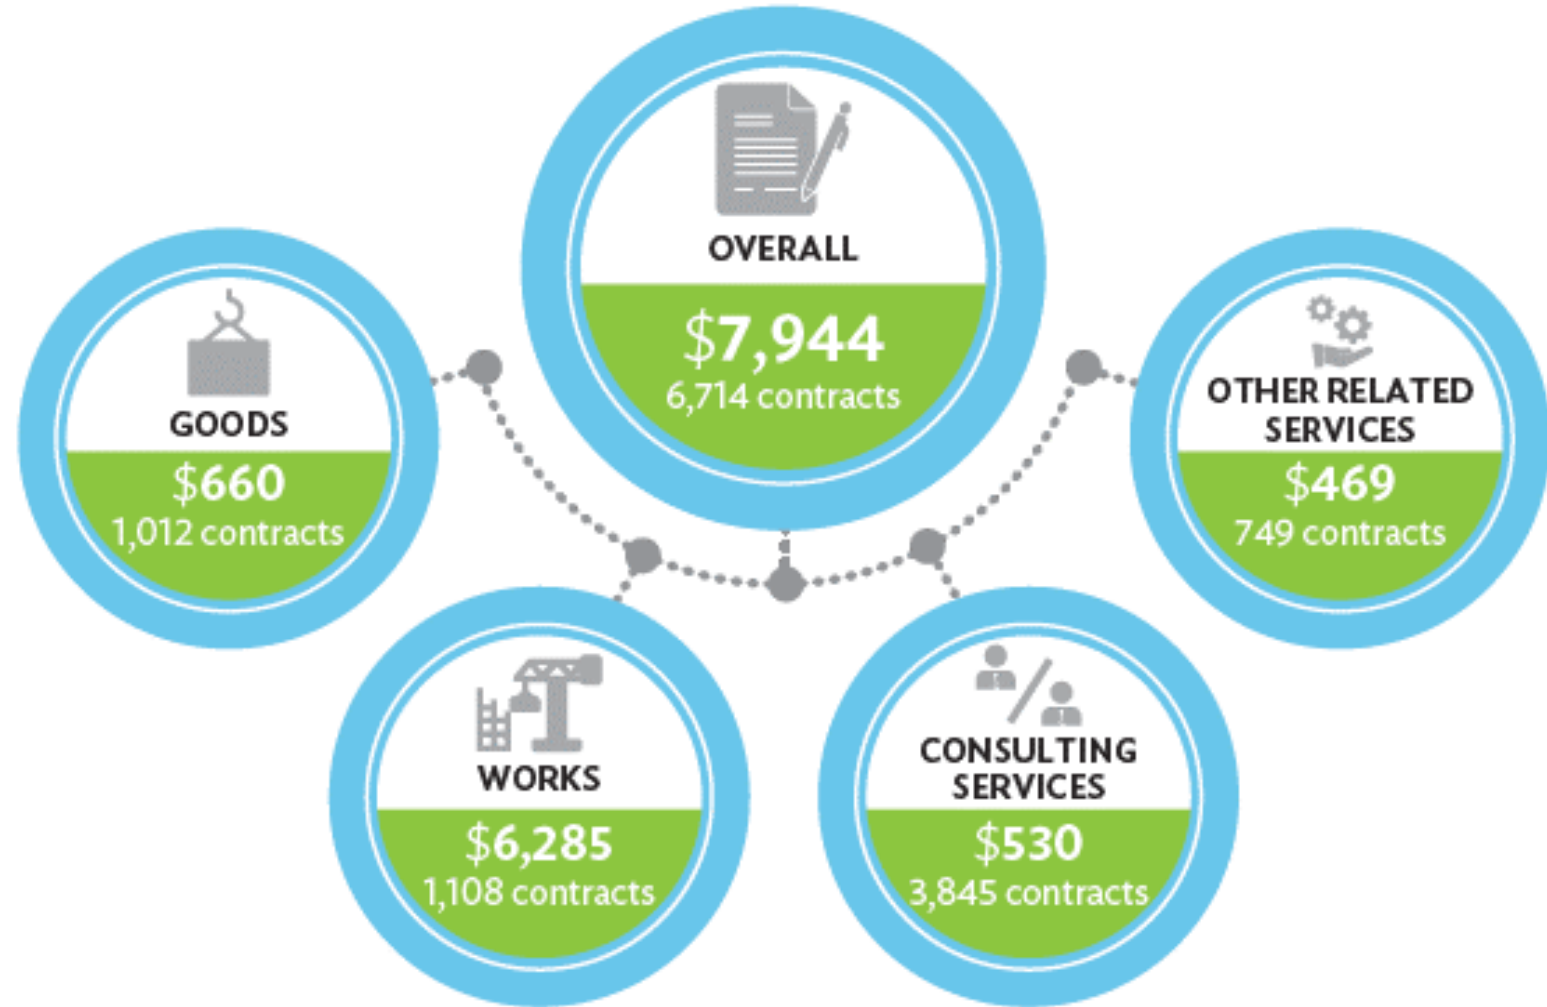 OVERALL
$7,944
6,714 contracts
GOODS
$660
1,012 contracts
OTHER RELATED
SERVICES
$469
749 contracts
WORKS
$6,285
1,108 contracts
CONSULTING
SERVICES
$530
3,845 contracts